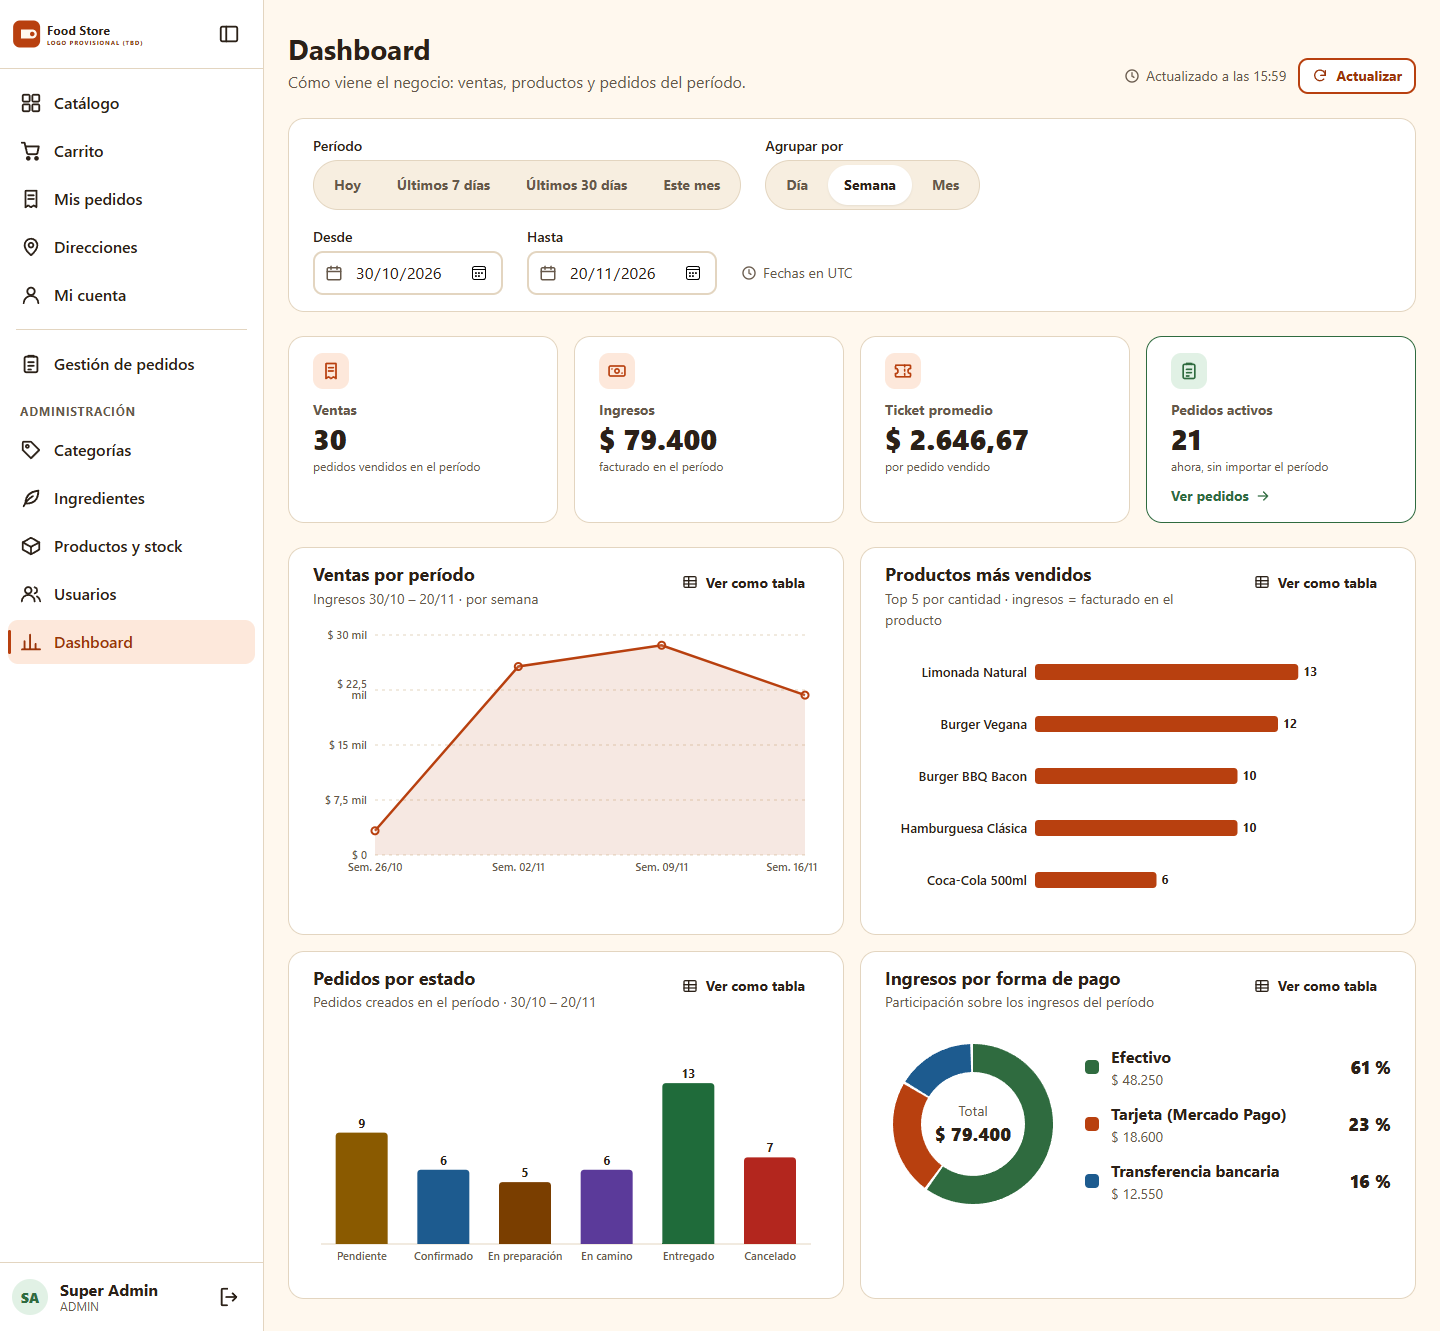 Food Store
LOGO PROVISIONAL (TBD)
Catálogo
Carrito
Mis pedidos
Direcciones
Mi cuenta
Gestión de pedidos
ADMINISTRACIÓN
Categorías
Ingredientes
Productos y stock
Usuarios
Dashboard
SA
Super Admin
ADMIN
Dashboard
Cómo viene el negocio: ventas, productos y pedidos del período.
Actualizado a las 15:59
Actualizar
Período
Hoy
Últimos 7 días
Últimos 30 días
Este mes
Agrupar por
Día
Semana
Mes
Desde
30/10/2026
Hasta
20/11/2026
Fechas en UTC
Ventas
30
pedidos vendidos en el período
Ingresos
$ 79.400
facturado en el período
Ticket promedio
$ 2.646,67
por pedido vendido
Pedidos activos
21
ahora, sin importar el período
Ver pedidos
Ventas por período
Ingresos 30/10 – 20/11 · por semana
Ver como tabla
$ 30 mil
$ 22,5
mil
$ 15 mil
$ 7,5 mil
$ 0
Sem. 26/10
Sem. 02/11
Sem. 09/11
Sem. 16/11
Productos más vendidos
Top 5 por cantidad · ingresos = facturado en el
producto
Ver como tabla
Limonada Natural 13
Burger Vegana 12
Burger BBQ Bacon 10
Hamburguesa Clásica 10
Coca-Cola 500ml 6
Pedidos por estado
Pedidos creados en el período · 30/10 – 20/11
Ver como tabla
9
6
5
6
13
7
Pendiente
Confirmado
En preparación
En camino
Entregado
Cancelado
Ingresos por forma de pago
Participación sobre los ingresos del período
Ver como tabla
Total
$ 79.400
Efectivo
$ 48.250
61 %
Tarjeta (Mercado Pago)
$ 18.600
23 %
Transferencia bancaria
$ 12.550
16 %